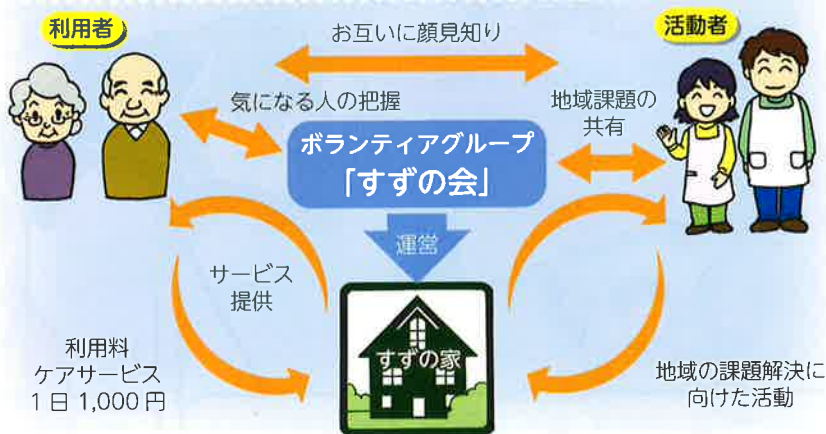 利用者
お互いに顔見知り
活動者
気になる人の把握
地域課題の
共有
ボランティアグループ
「すずの会」
運営
サービス
提供
すずの家
利用料
ケアサービス
1日1,000円
地域の課題解決に
向けた活動